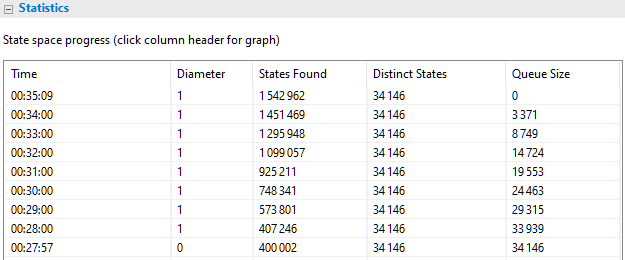 Statistics
State space progress (click column header for graph)
Time Diameter States Found Distinct States Queue Size
00:35:09 1 1 542 962 34 146 0
00:34:00 1 1 451 469 34 146 3 371
00:33:00 1 1 295 948 34 146 8 749
00:32:00 1 1 099 057 34 146 14 724
00:31:00 1 925 211 34 146 19 553
00:30:00 1 748 341 34 146 24 463
00:29:00 1 573 801 34 146 29 315
00:28:00 1 407 246 34 146 33 939
00:27:57 0 400 002 34 146 34 146